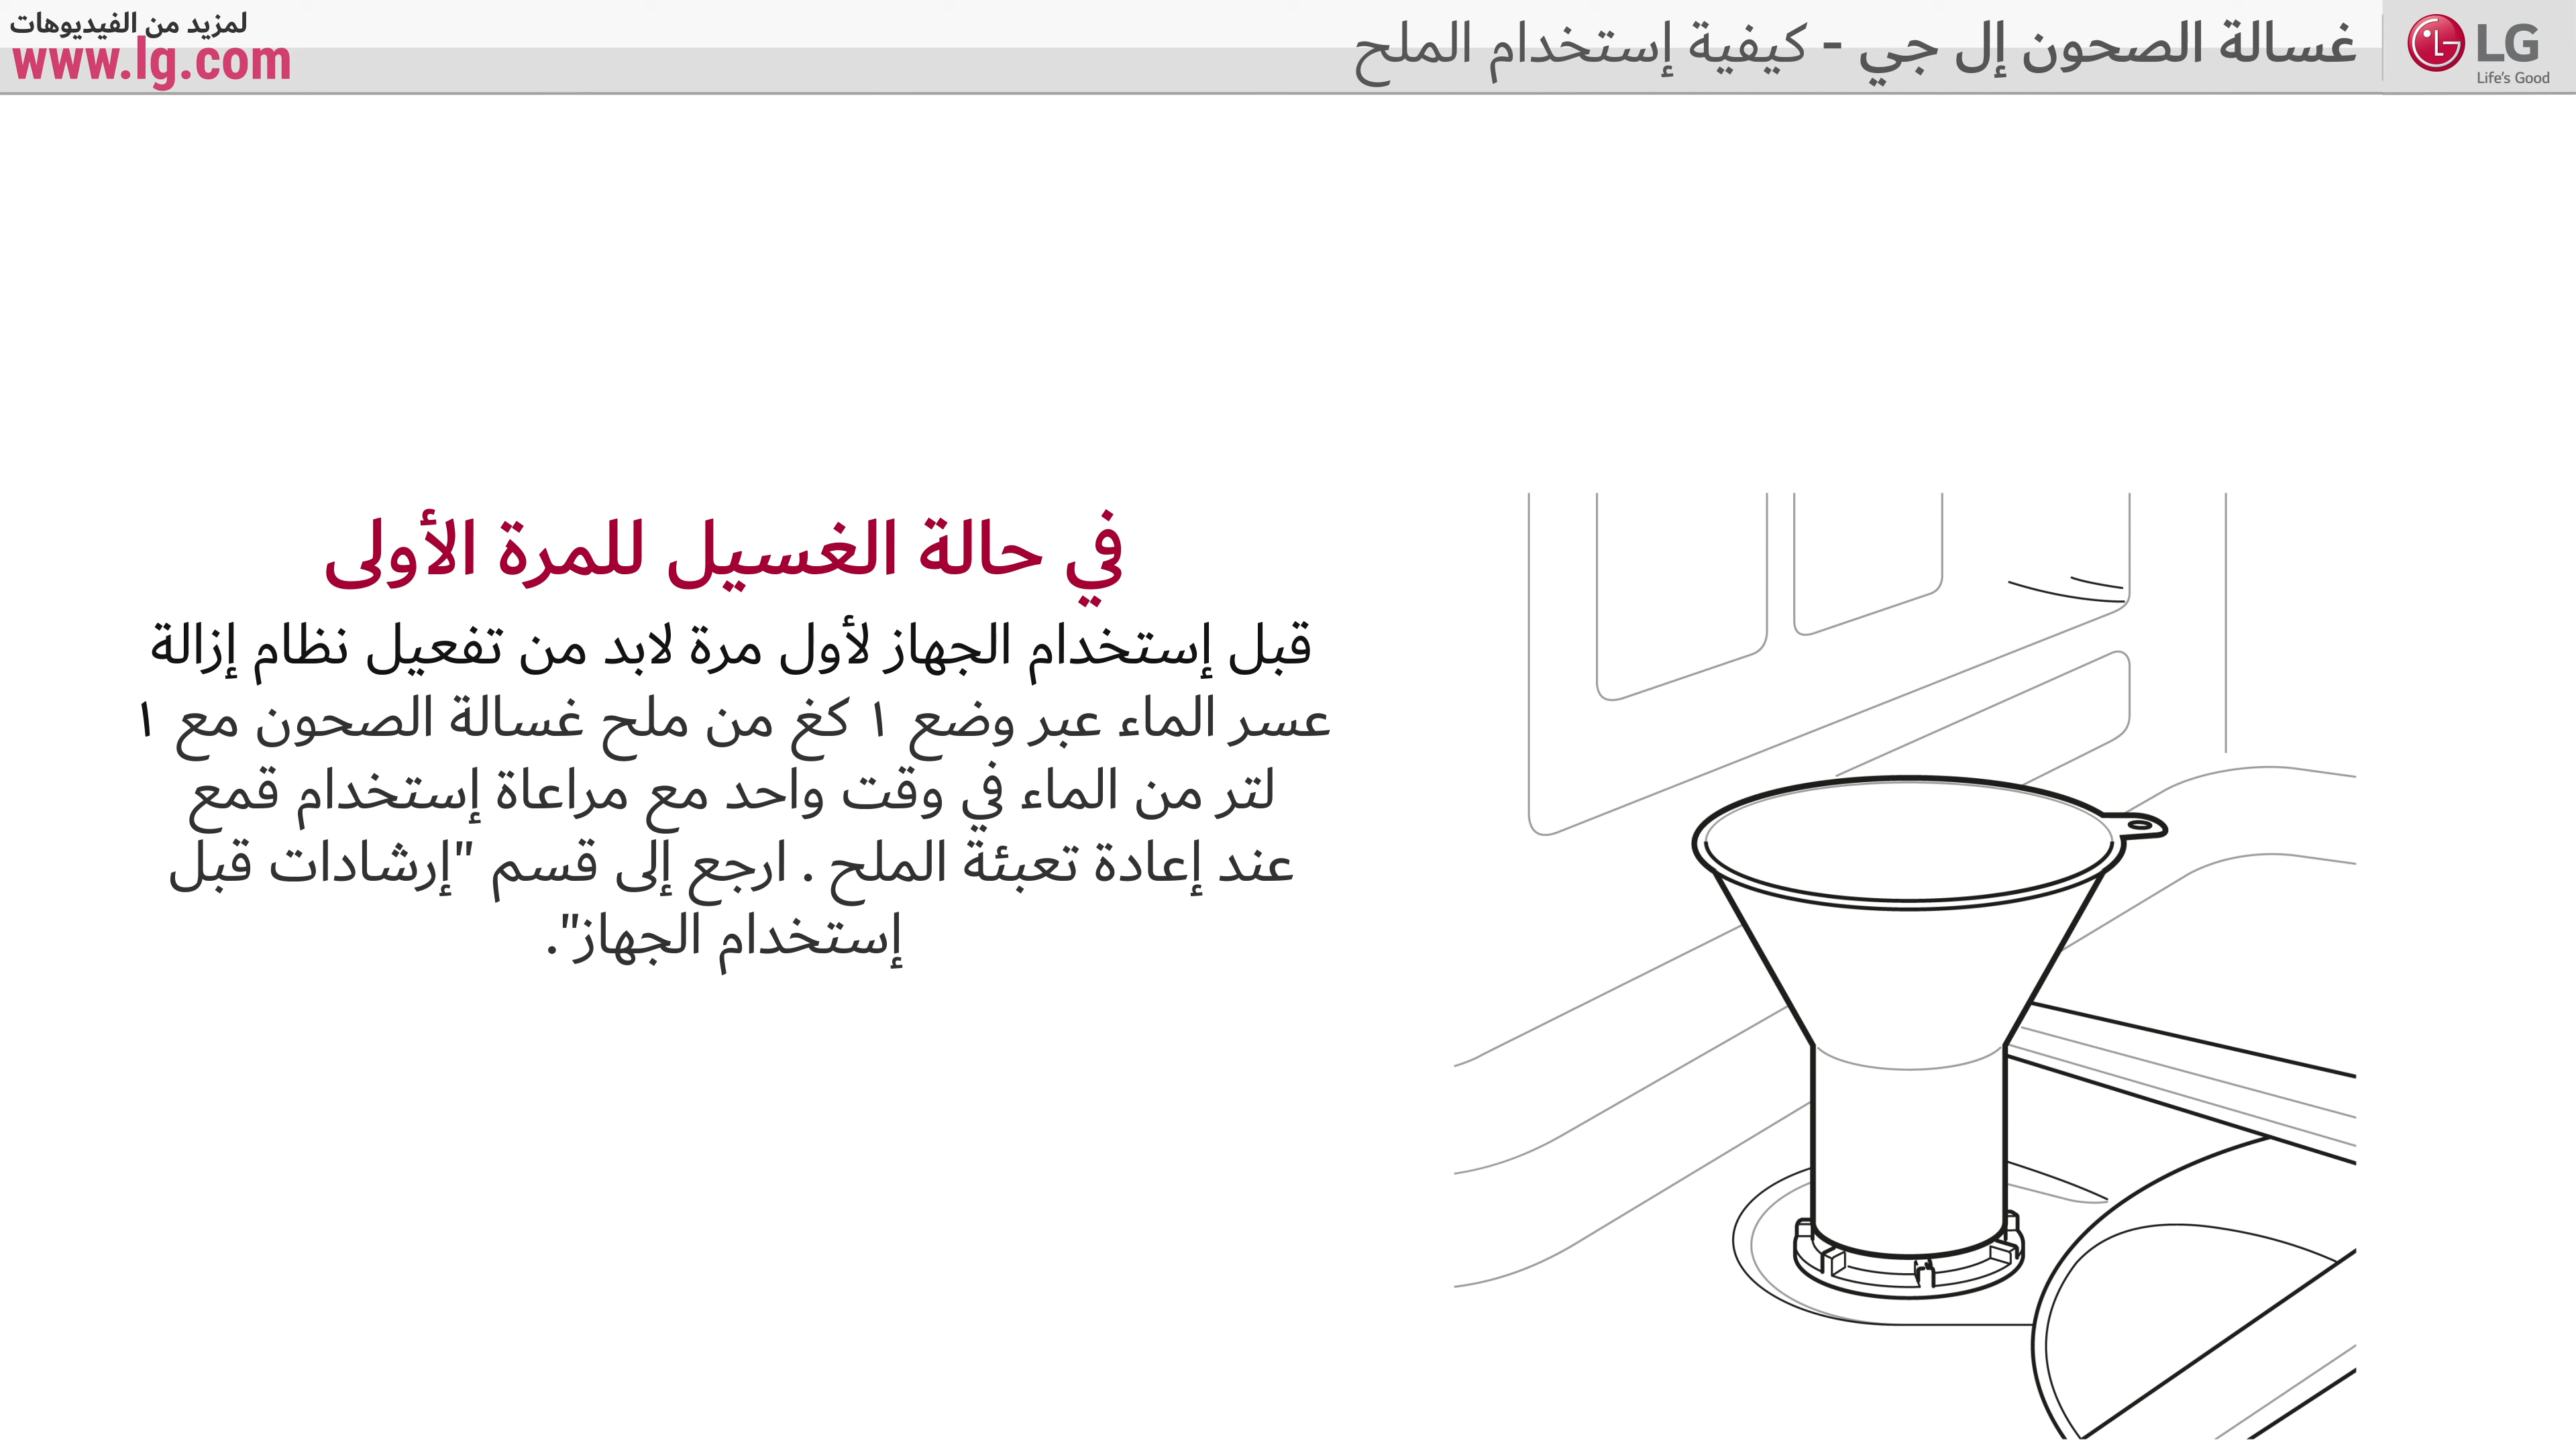 لمزيد من الفيديوهات
www.lg.com
غسالة الصحون إل جي - كيفية إستخدام الملح
LG
Life's Good
في حالة الغسيل للمرة الأولى
قبل إستخدام الجهاز لأول مرة لابد من تفعيل نظام إزالة
عسر الماء عبر وضع ١ كغ من ملح غسالة الصحون مع ١
لتر من الماء في وقت واحد مع مراعاة إستخدام قمع
عند إعادة تعبئة الملح . ارجع إلى قسم "إرشادات قبل
إستخدام الجهاز".